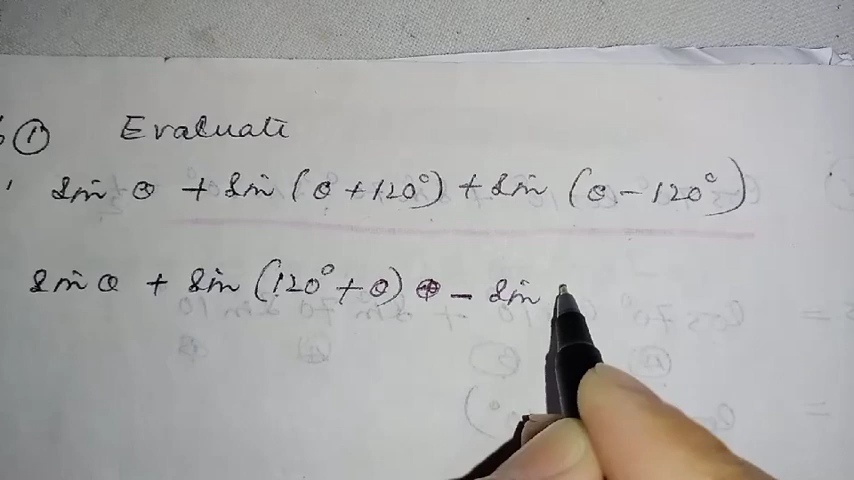 ① Evaluate
sin θ + sin (θ + 120°) + sin (θ - 120°)
sin θ + sin (120° + θ) - sin